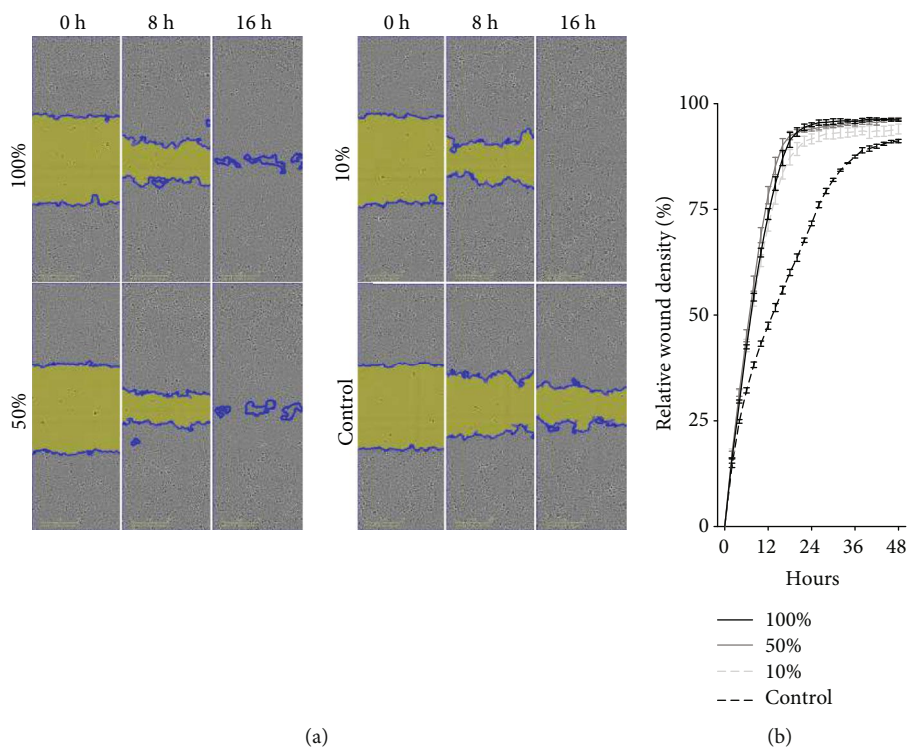 0 h 8 h 16 h 0 h 8 h 16 h
100%
10%
50%
Control
Relative wound density (%)
100
75
50
25
0
0 12 24 36 48
Hours
100%
50%
10%
Control
(a)
(b)